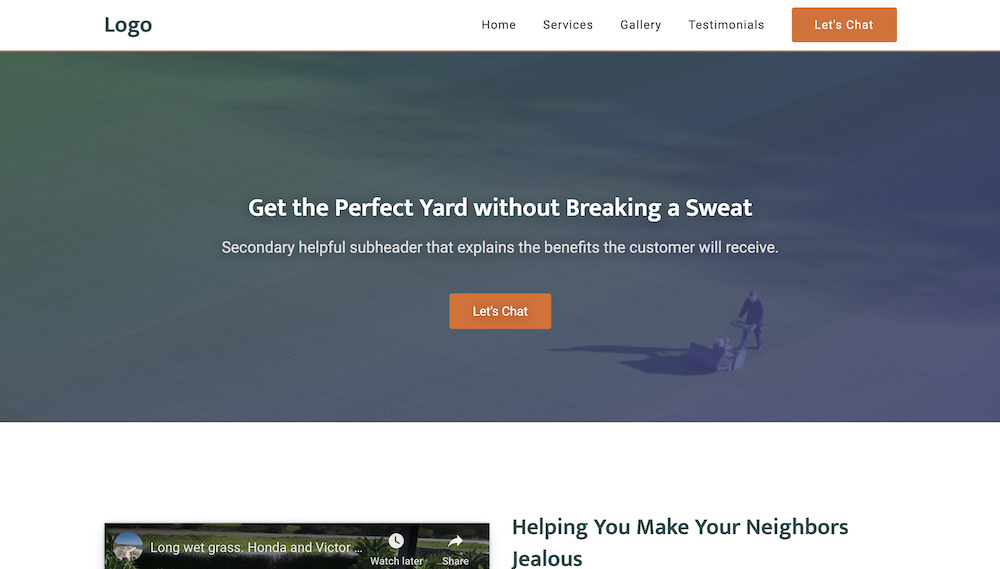 Logo
Home Services Gallery Testimonials Let's Chat
Get the Perfect Yard without Breaking a Sweat
Secondary helpful subheader that explains the benefits the customer will receive.
Let's Chat
Long wet grass. Honda and Victor ...
Watch later Share
Helping You Make Your Neighbors
Jealous